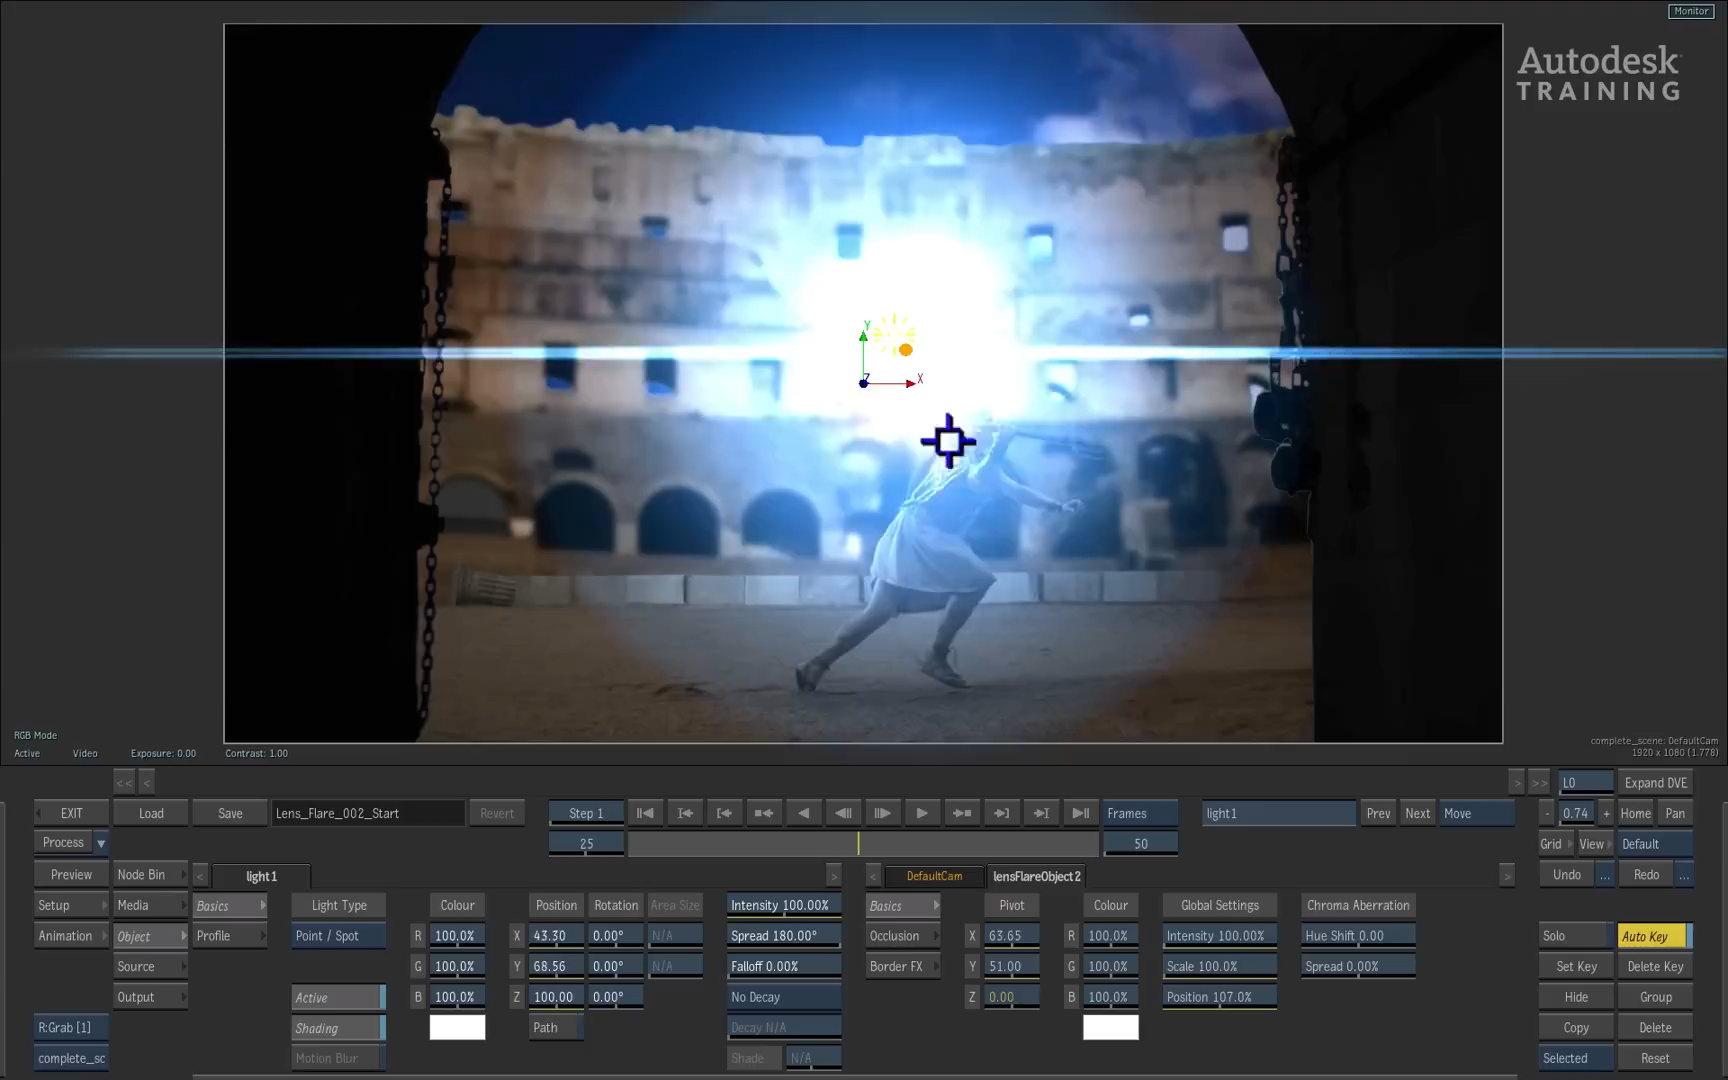 Monitor
Autodesk
TRAINING
Y
Z
X
RGB Mode
Active Video Exposure: 0.00 Contrast: 1.00
complete_scene: DefaultCam
1920 x 1080 (1.778)
<< < > >> L0 Expand DVE
EXIT Load Save Lens_Flare_002_Start Revert Step 1 Frames light1 Prev Next Move - 0.74 + Home Pan
Process 25 50 Grid View Default
Preview Node Bin < light1 > < DefaultCam lensFlareObject2 > Undo ... Redo ...
Setup Media Basics Light Type Colour Position Rotation Area Size Intensity 100.00% Basics Pivot Colour Global Settings Chroma Aberration
Animation Object Profile Point / Spot R 100.0% X 43.30 0.00° N/A Spread 180.00° Occlusion X 63.65 R 100.0% Intensity 100.00% Hue Shift 0.00 Solo Auto Key
Source G 100.0% Y 68.56 0.00° N/A Falloff 0.00% Border FX Y 51.00 G 100.0% Scale 100.0% Spread 0.00% Set Key Delete Key
Output Active B 100.0% Z 100.00 0.00° No Decay Z 0.00 B 100.0% Position 107.0% Hide Group
R:Grab [1] Shading Path Decay N/A Copy Delete
complete_sc Motion Blur Shade N/A Selected Reset